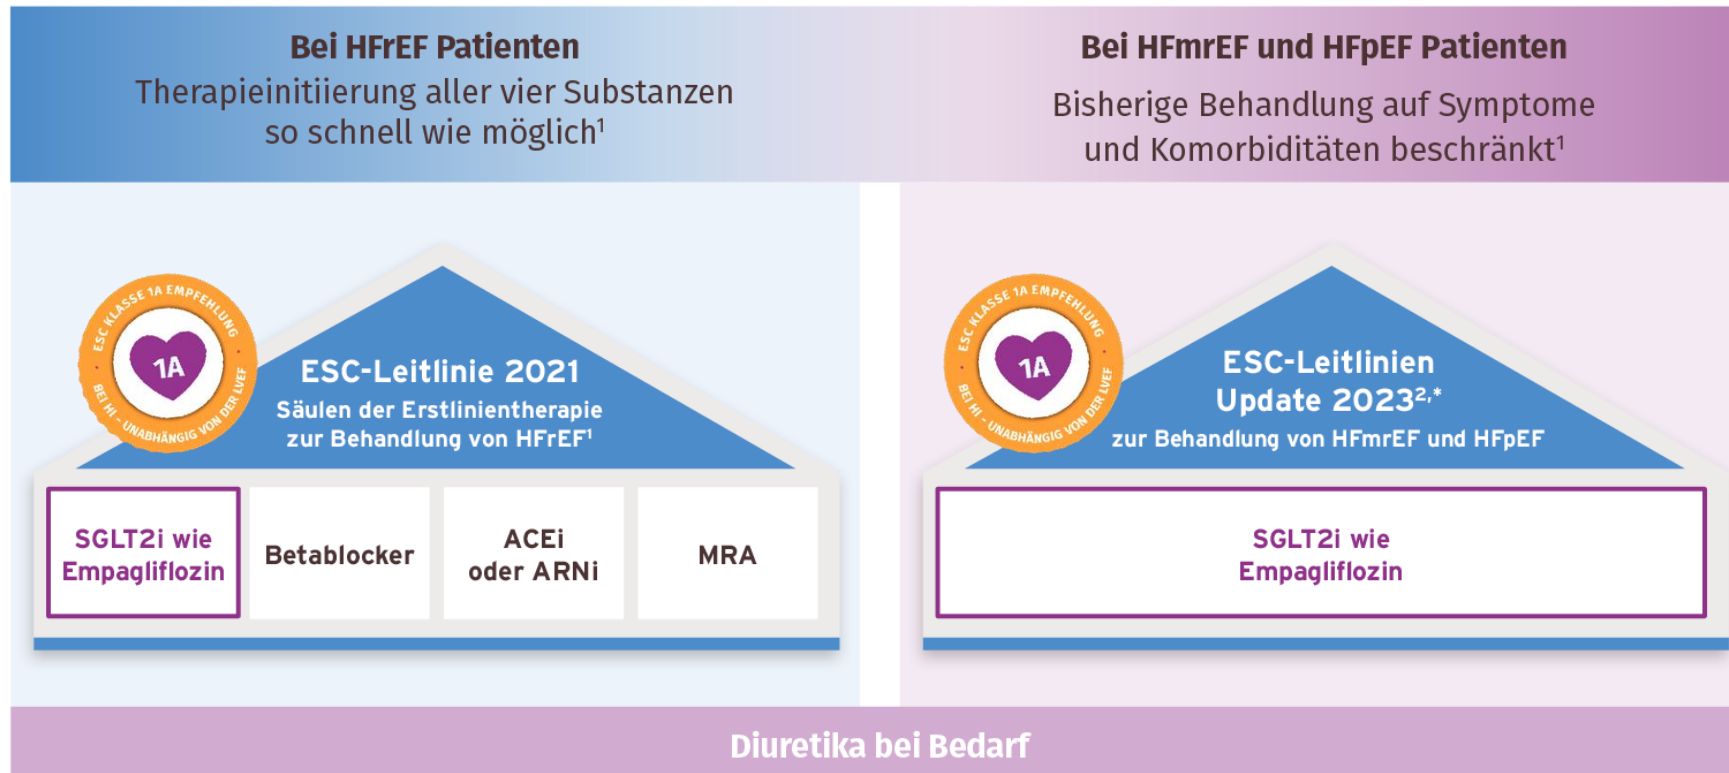 Bei HFrEF Patienten
Therapieinitiierung aller vier Substanzen
so schnell wie möglich¹
Bei HFmrEF und HFpEF Patienten
Bisherige Behandlung auf Symptome
und Komorbiditäten beschränkt¹
ESC KLASSE 1A EMPFEHLUNG
1A
BEI HI - UNABHÄNGIG VON DER LVEF
ESC-Leitlinie 2021
Säulen der Erstlinientherapie
zur Behandlung von HFrEF¹
SGLT2i wie
Empagliflozin
Betablocker
ACEi
oder ARNi
MRA
ESC KLASSE 1A EMPFEHLUNG
1A
BEI HI - UNABHÄNGIG VON DER LVEF
ESC-Leitlinien
Update 2023²,*
zur Behandlung von HFmrEF und HFpEF
SGLT2i wie
Empagliflozin
Diuretika bei Bedarf